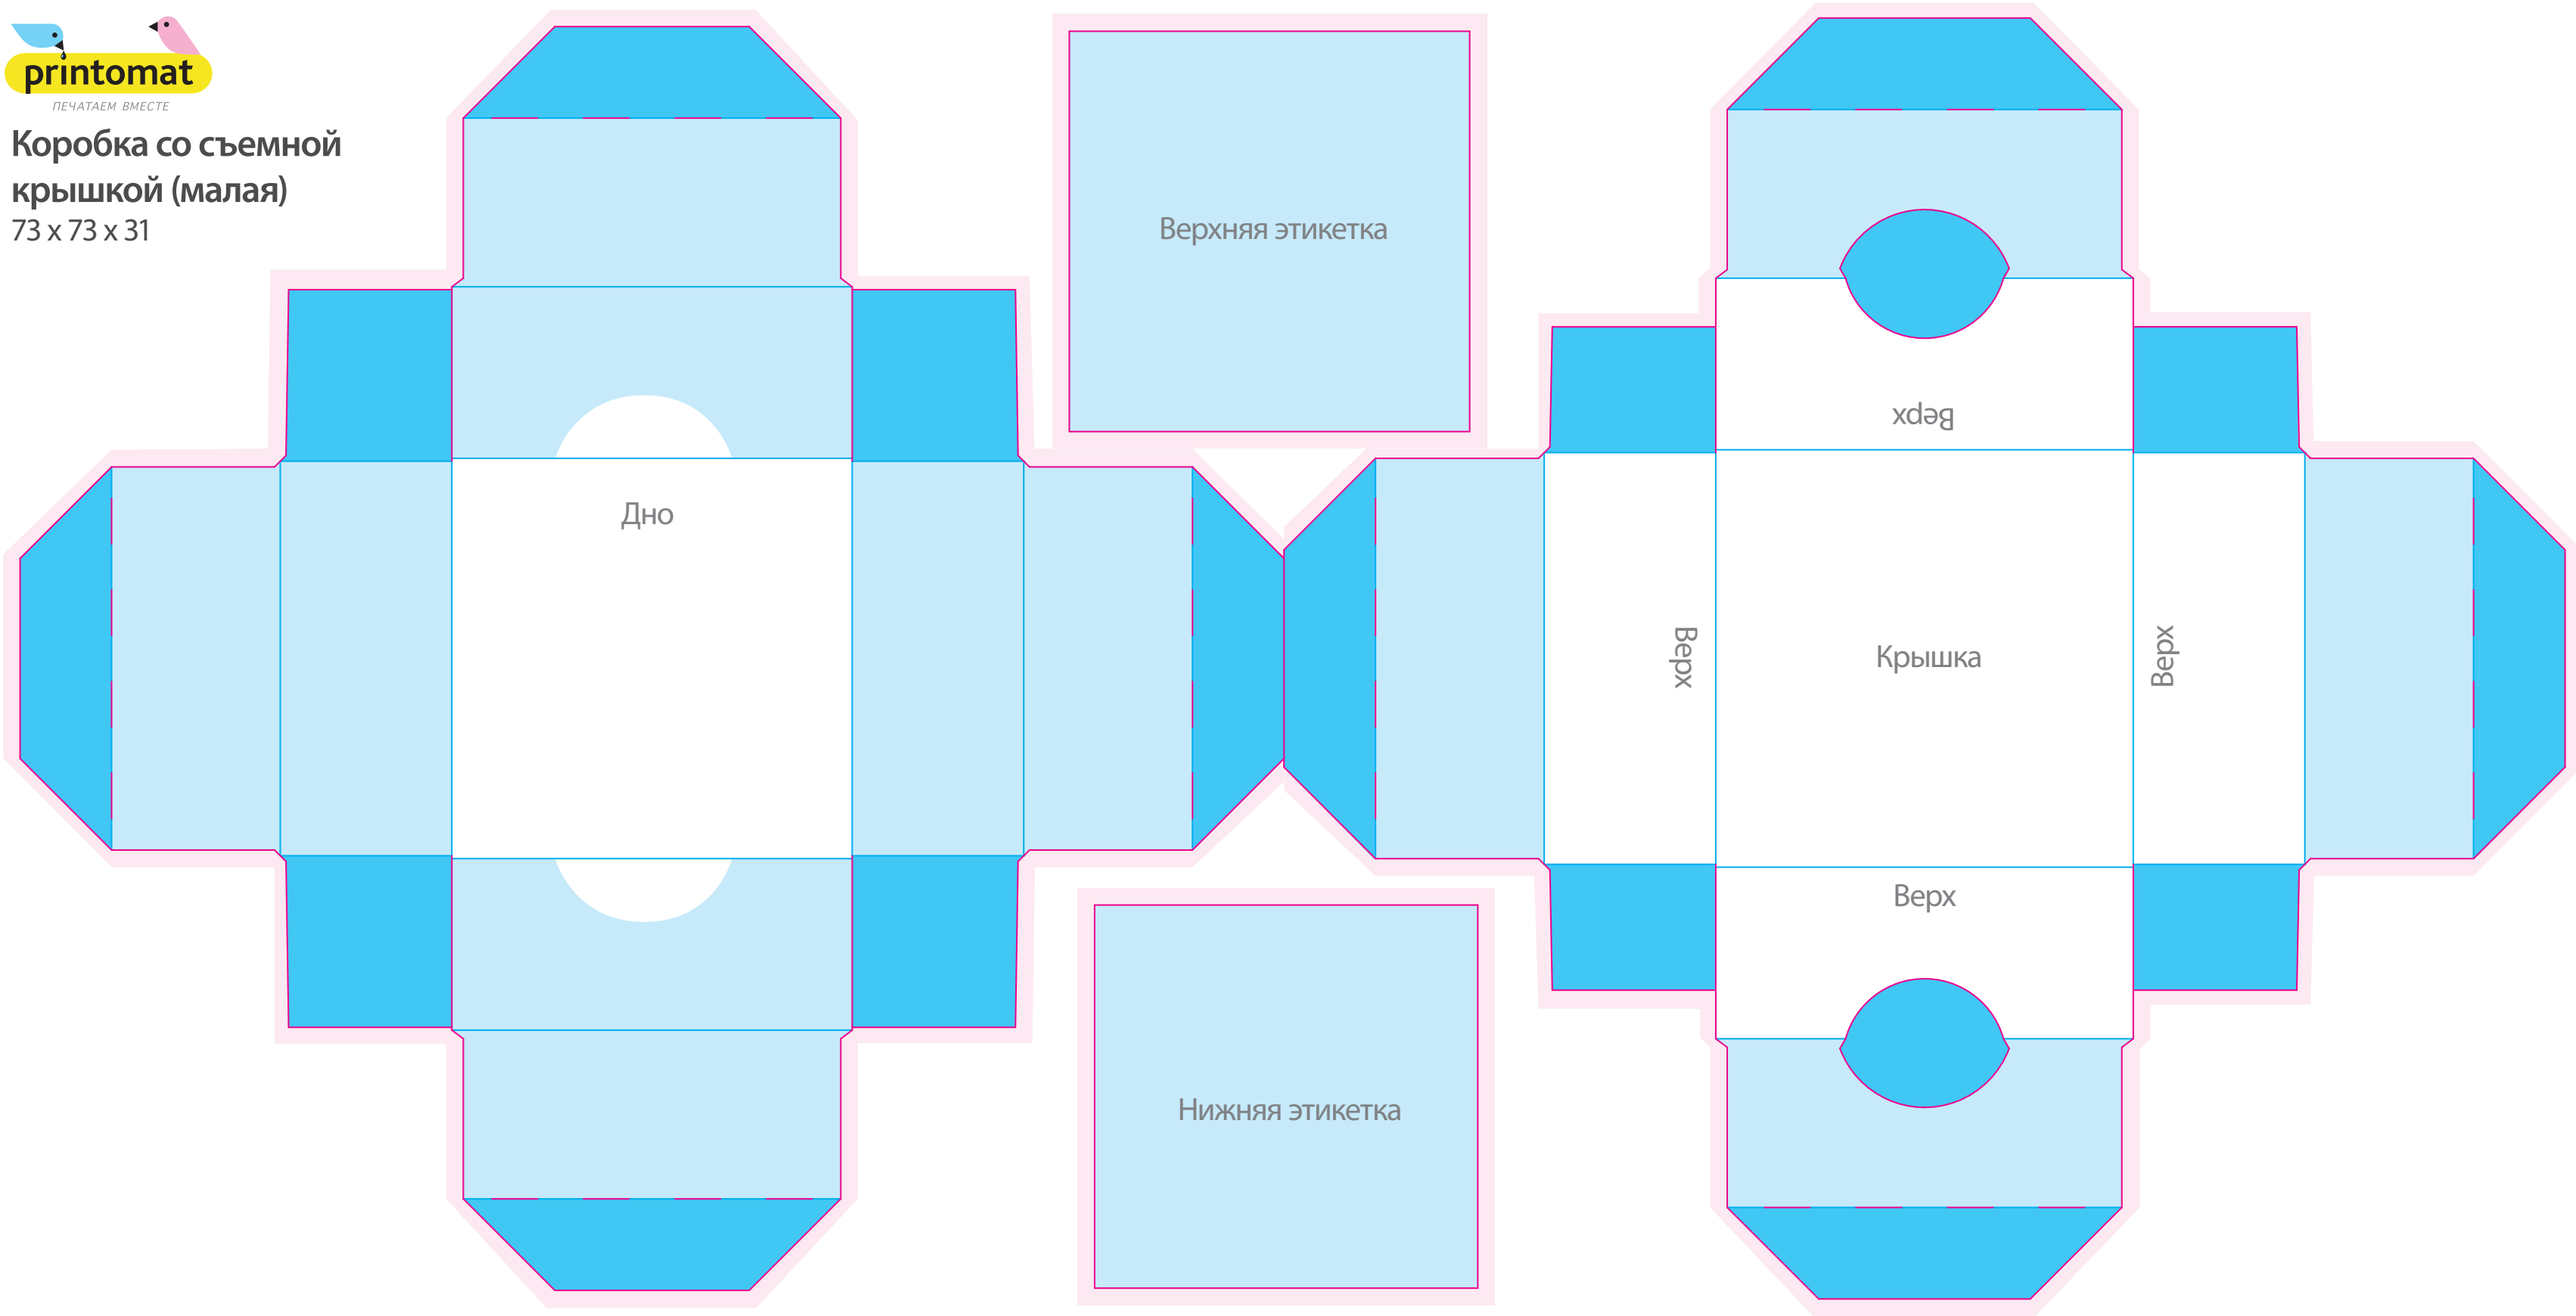 printomat
ПЕЧАТАЕМ ВМЕСТЕ
Коробка со съемной
крышкой (малая)
73 x 73 x 31
Верхняя этикетка
Верх
Дно
Верх
Крышка
Верх
Верх
Нижняя этикетка